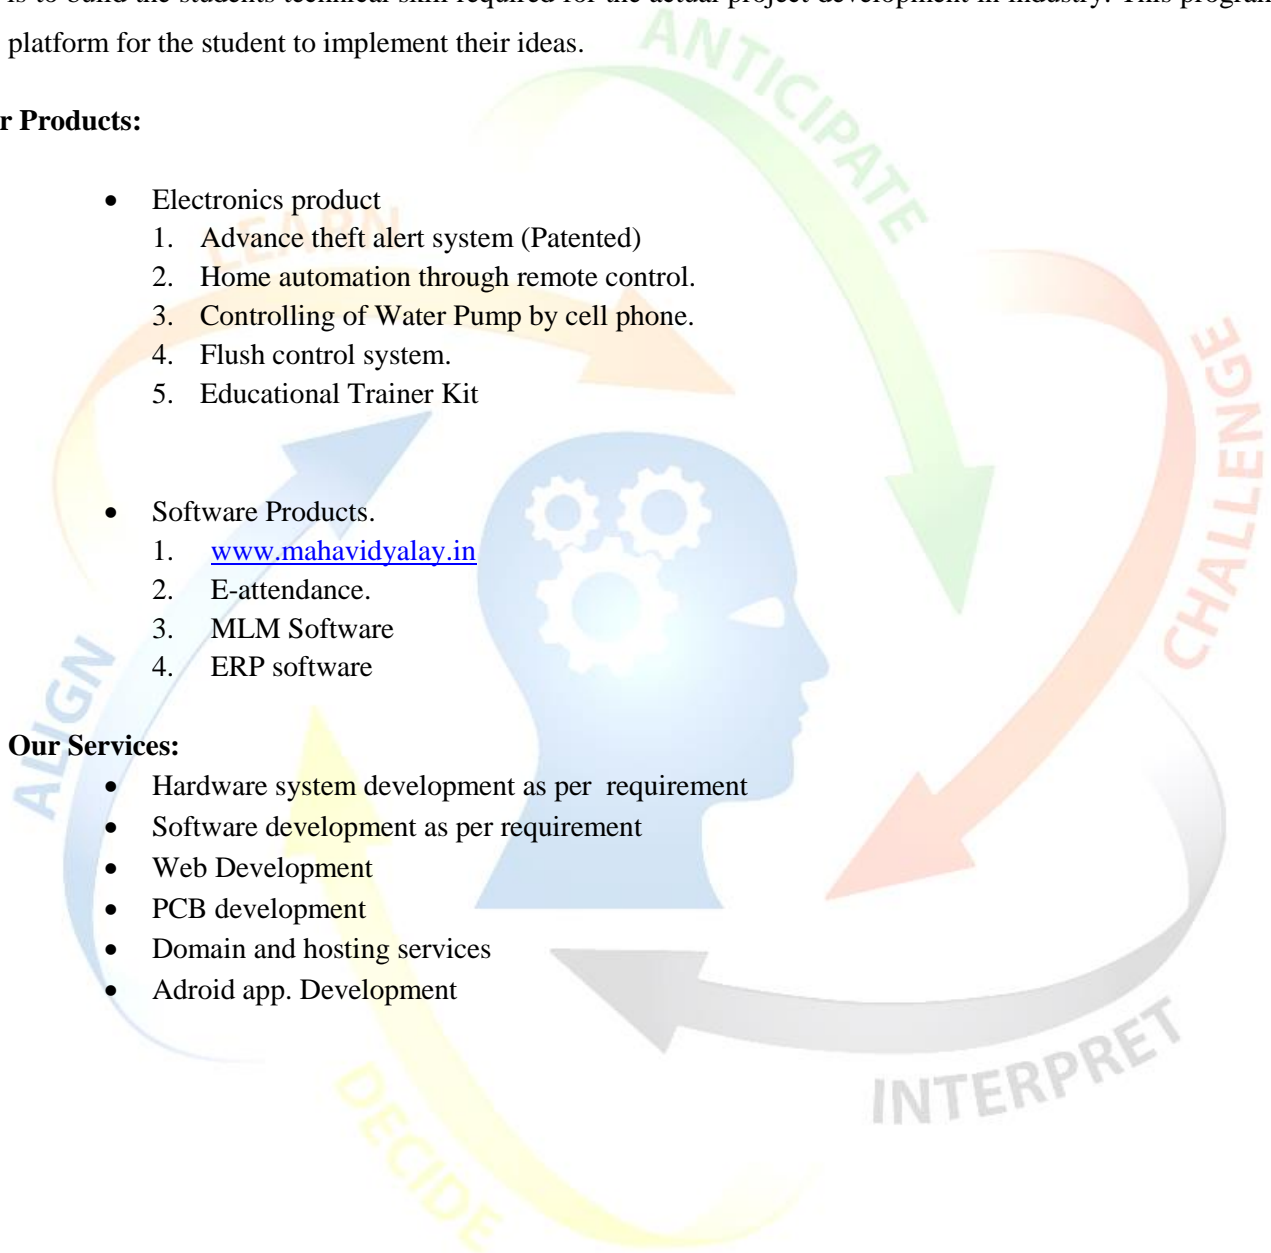 is to build the students technical skill required for the actual project development in industry. This program
platform for the student to implement their ideas.
r Products:
• Electronics product
1. Advance theft alert system (Patented)
2. Home automation through remote control.
3. Controlling of Water Pump by cell phone.
4. Flush control system.
5. Educational Trainer Kit
• Software Products.
1. www.mahavidyalay.in
2. E-attendance.
3. MLM Software
4. ERP software
Our Services:
• Hardware system development as per requirement
• Software development as per requirement
• Web Development
• PCB development
• Domain and hosting services
• Adroid app. Development
ANTICIPATE
CHALLENGE
INTERPRET
DECIDE
ALIGN
LEARN